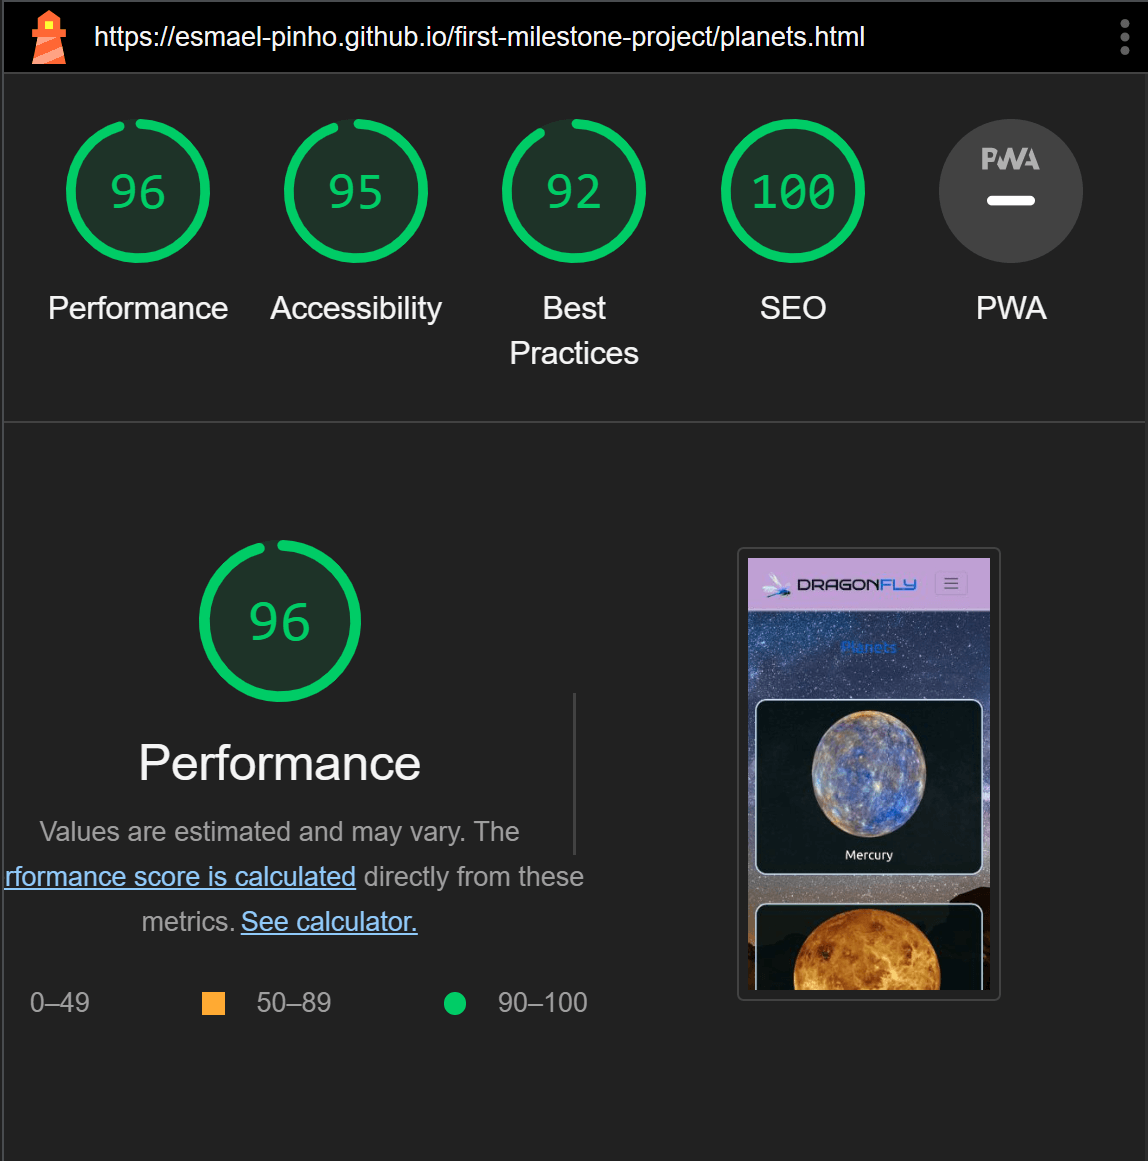 https://esmael-pinho.github.io/first-milestone-project/planets.html
96
95
92
100
PWA
Performance
Accessibility
Best
Practices
SEO
PWA
96
Performance
Values are estimated and may vary. The
rformance score is calculated directly from these
metrics. See calculator.
0–49
50–89
90–100
DRAGONFLY
Planets
Mercury